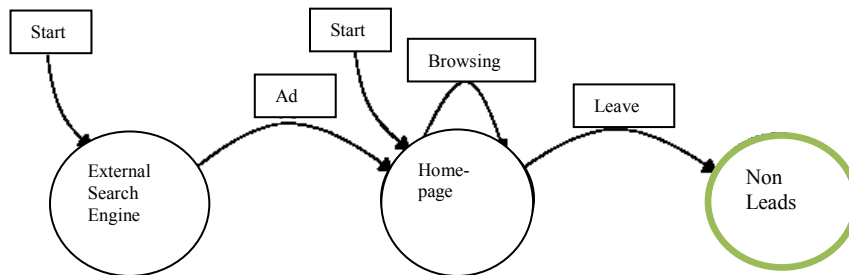 Start
Start
Browsing
Ad
Leave
External
Search
Engine
Home-
page
Non
Leads